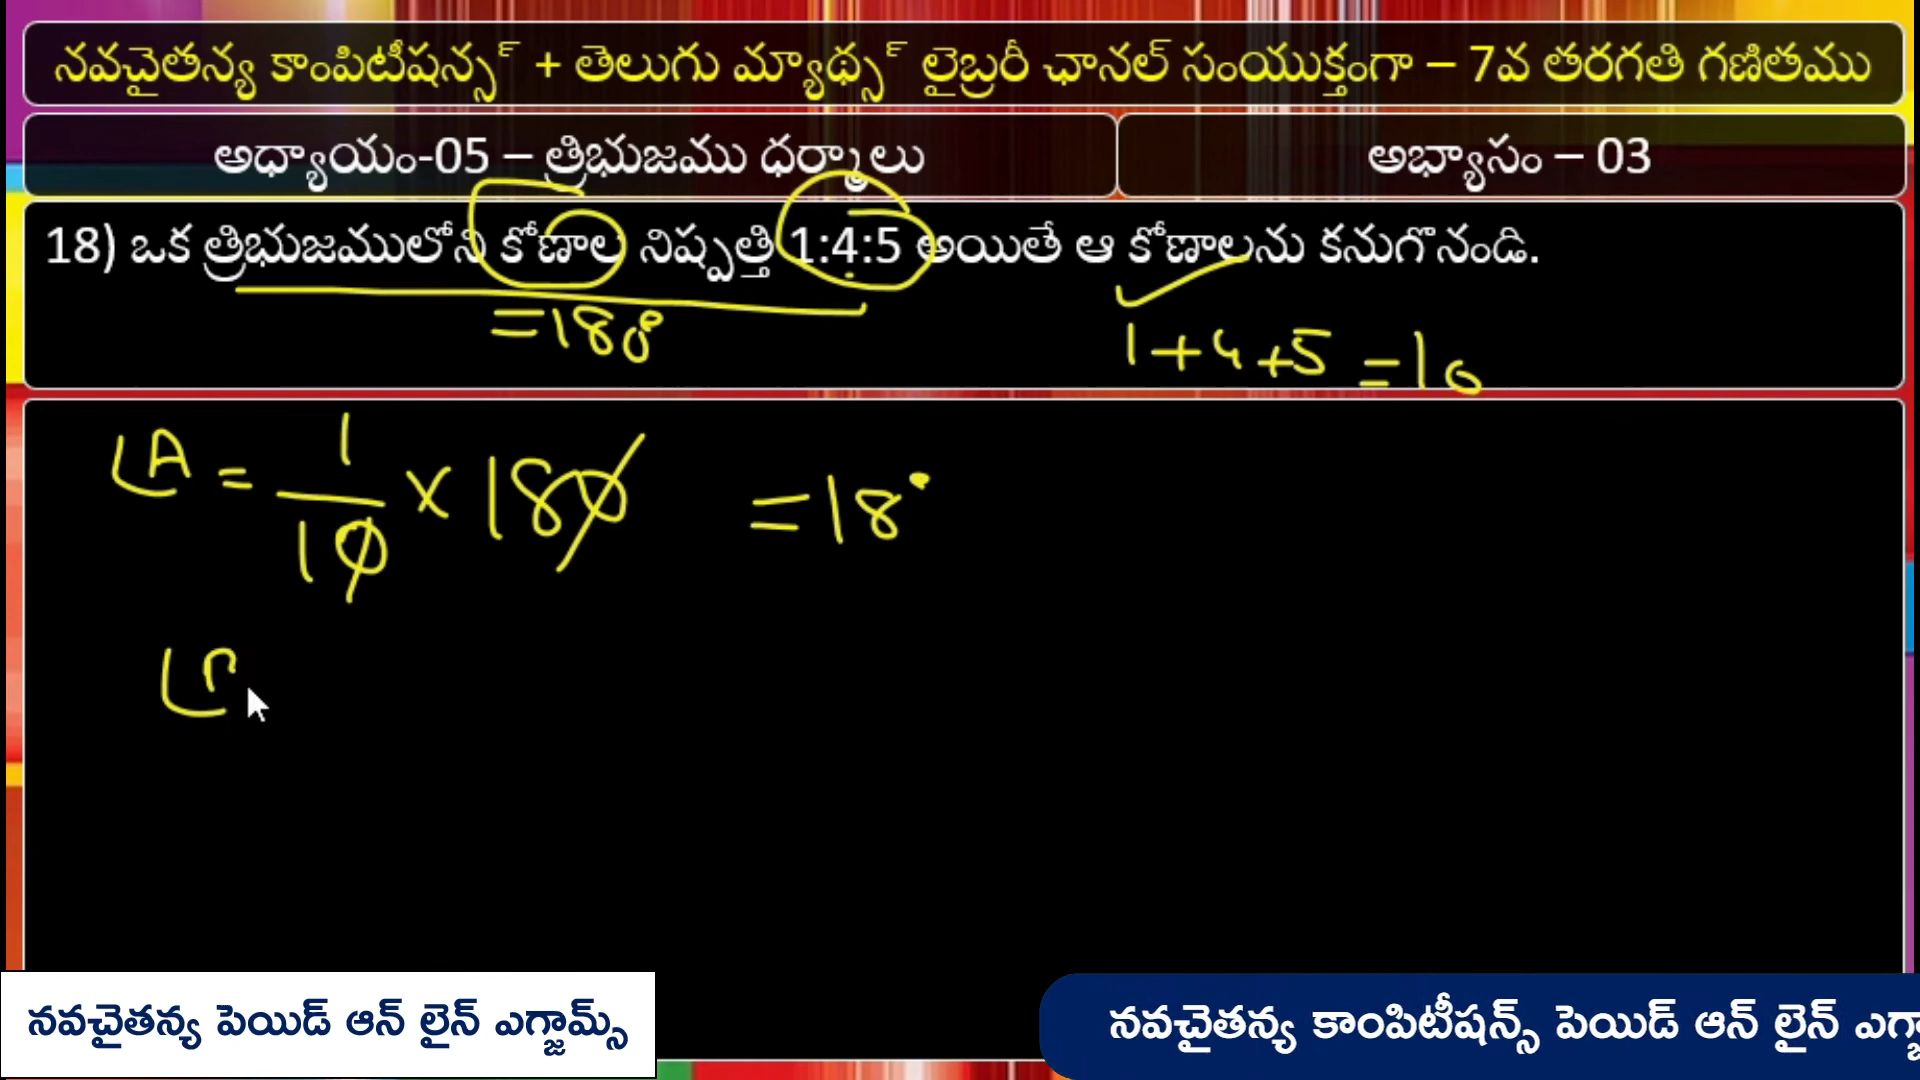 నవచైతన్య కాంపిటీషన్స్ + తెలుగు మ్యాథ్స్ లైబ్రరీ ఛానల్ సంయుక్తంగా – 7వ తరగతి గణితము
అధ్యాయం-05 – త్రిభుజము ధర్మాలు
అభ్యాసం – 03
18) ఒక త్రిభుజములోని కోణాల నిష్పత్తి 1:4:5 అయితే ఆ కోణాలను కనుగొనండి.
=180°
1+4+5=10
∠A = 1/10 × 180 = 18°
నవచైతన్య పెయిడ్ ఆన్ లైన్ ఎగ్జామ్స్
నవచైతన్య కాంపిటీషన్స్ పెయిడ్ ఆన్ లైన్